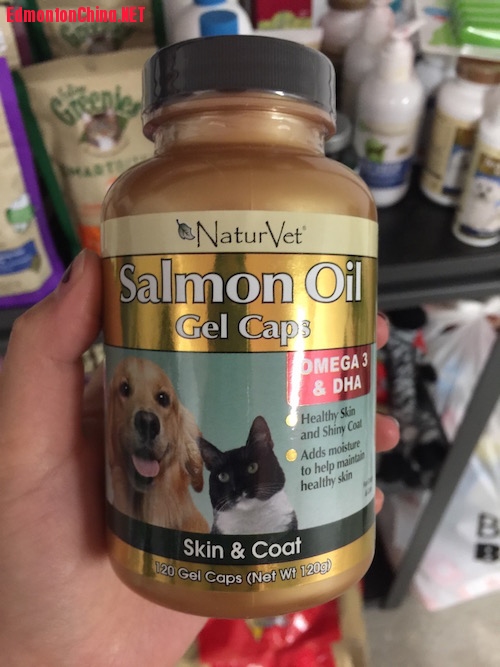 EdmontonChina.NET
Greenies
NaturVet®
Salmon Oil
Gel Caps
OMEGA 3
& DHA
Healthy Skin
and Shiny Coat
Adds moisture
to help maintain
healthy skin
Skin & Coat
120 Gel Caps (Net Wt 120g)